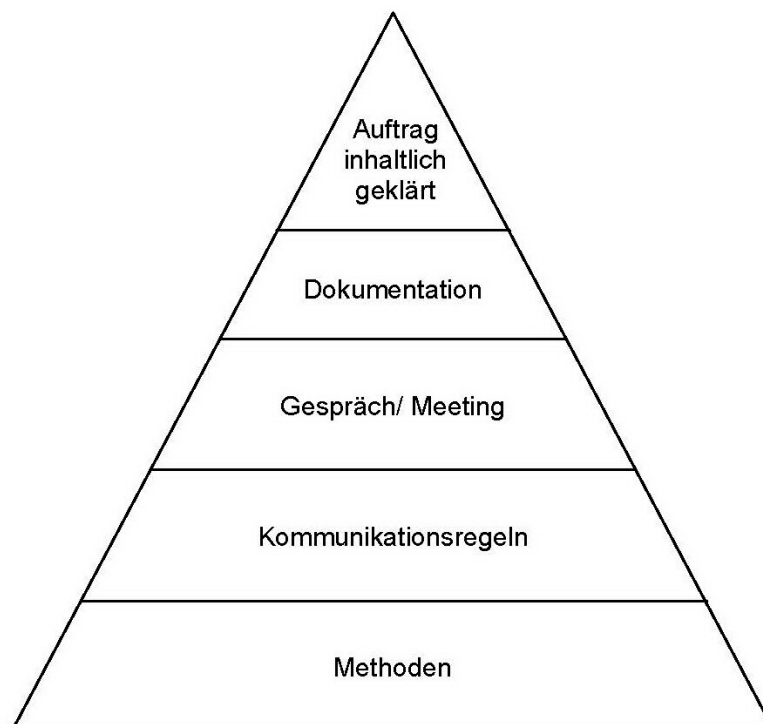 Auftrag
inhaltlich
geklärt
Dokumentation
Gespräch/ Meeting
Kommunikationsregeln
Methoden